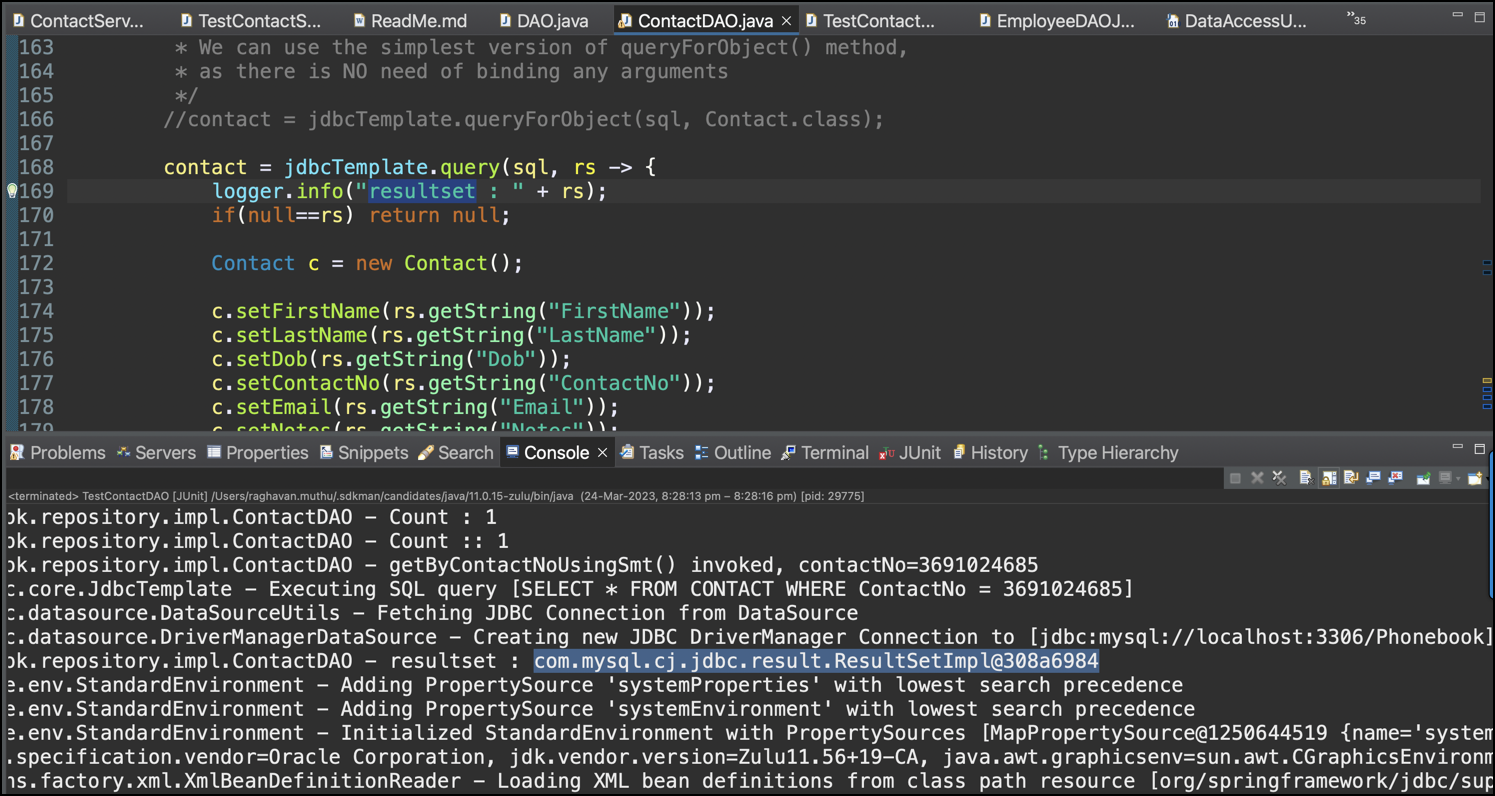 ContactServ... TestContactS... ReadMe.md DAO.java ContactDAO.java TestContact... EmployeeDAOJ... DataAccessU... »35
163 * We can use the simplest version of queryForObject() method,
164 * as there is NO need of binding any arguments
165 */
166 //contact = jdbcTemplate.queryForObject(sql, Contact.class);
167
168 contact = jdbcTemplate.query(sql, rs -> {
169 logger.info("resultset : " + rs);
170 if(null==rs) return null;
171
172 Contact c = new Contact();
173
174 c.setFirstName(rs.getString("FirstName"));
175 c.setLastName(rs.getString("LastName"));
176 c.setDob(rs.getString("Dob"));
177 c.setContactNo(rs.getString("ContactNo"));
178 c.setEmail(rs.getString("Email"));
179 c.setNotes(rs.getString("Notes"));
Problems Servers Properties Snippets Search Console Tasks Outline Terminal JUnit History Type Hierarchy
<terminated> TestContactDAO [JUnit] /Users/raghavan.muthu/.sdkman/candidates/java/11.0.15-zulu/bin/java (24-Mar-2023, 8:28:13 pm – 8:28:16 pm) [pid: 29775]
ok.repository.impl.ContactDAO - Count : 1
ok.repository.impl.ContactDAO - Count :: 1
ok.repository.impl.ContactDAO - getByContactNoUsingSmt() invoked, contactNo=3691024685
c.core.JdbcTemplate - Executing SQL query [SELECT * FROM CONTACT WHERE ContactNo = 3691024685]
c.datasource.DataSourceUtils - Fetching JDBC Connection from DataSource
c.datasource.DriverManagerDataSource - Creating new JDBC DriverManager Connection to [jdbc:mysql://localhost:3306/Phonebook]
ok.repository.impl.ContactDAO - resultset : com.mysql.cj.jdbc.result.ResultSetImpl@308a6984
e.env.StandardEnvironment - Adding PropertySource 'systemProperties' with lowest search precedence
e.env.StandardEnvironment - Adding PropertySource 'systemEnvironment' with lowest search precedence
e.env.StandardEnvironment - Initialized StandardEnvironment with PropertySources [MapPropertySource@1250644519 {name='system
.specification.vendor=Oracle Corporation, jdk.vendor.version=Zulu11.56+19-CA, java.awt.graphicsenv=sun.awt.CGraphicsEnvironm
ns.factory.xml.XmlBeanDefinitionReader - Loading XML bean definitions from class path resource [org/springframework/jdbc/sup